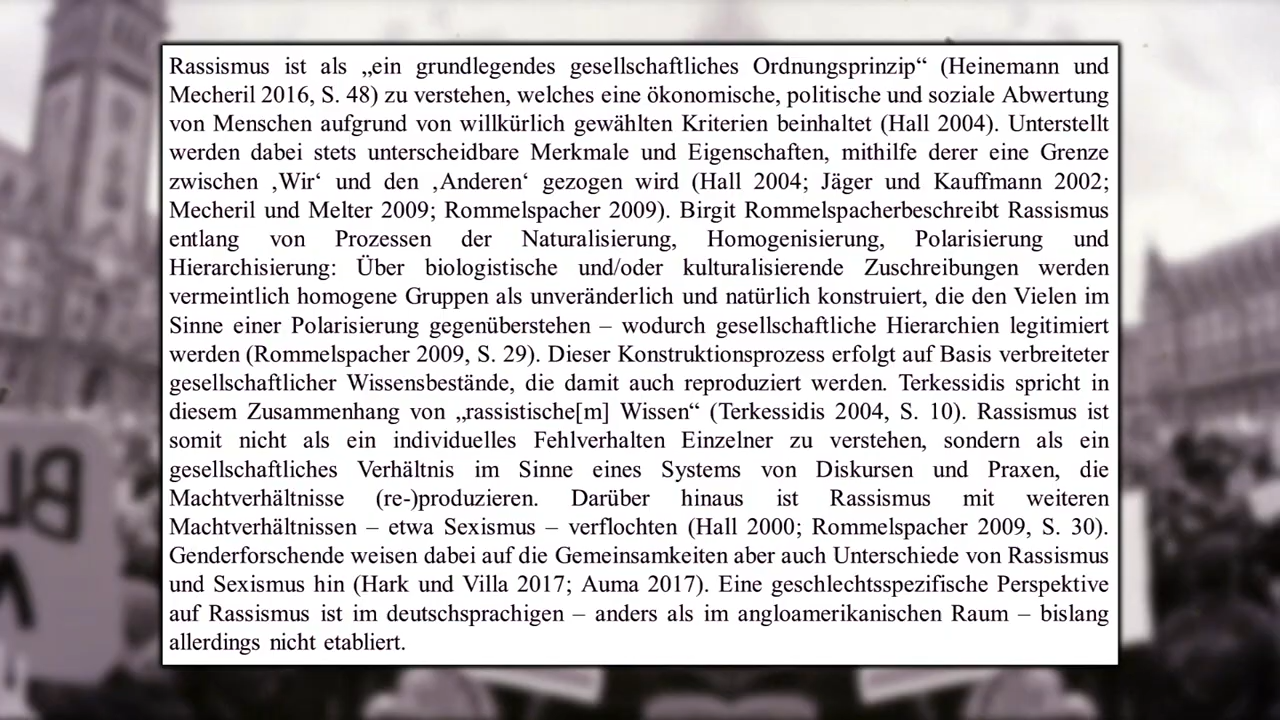 Rassismus ist als „ein grundlegendes gesellschaftliches Ordnungsprinzip“ (Heinemann und
Mecheril 2016, S. 48) zu verstehen, welches eine ökonomische, politische und soziale Abwertung
von Menschen aufgrund von willkürlich gewählten Kriterien beinhaltet (Hall 2004). Unterstellt
werden dabei stets unterscheidbare Merkmale und Eigenschaften, mithilfe derer eine Grenze
zwischen ‚Wir‘ und den ‚Anderen‘ gezogen wird (Hall 2004; Jäger und Kauffmann 2002;
Mecheril und Melter 2009; Rommelspacher 2009). Birgit Rommelspacherbeschreibt Rassismus
entlang von Prozessen der Naturalisierung, Homogenisierung, Polarisierung und
Hierarchisierung: Über biologistische und/oder kulturalisierende Zuschreibungen werden
vermeintlich homogene Gruppen als unveränderlich und natürlich konstruiert, die den Vielen im
Sinne einer Polarisierung gegenüberstehen – wodurch gesellschaftliche Hierarchien legitimiert
werden (Rommelspacher 2009, S. 29). Dieser Konstruktionsprozess erfolgt auf Basis verbreiteter
gesellschaftlicher Wissensbestände, die damit auch reproduziert werden. Terkessidis spricht in
diesem Zusammenhang von „rassistische[m] Wissen“ (Terkessidis 2004, S. 10). Rassismus ist
somit nicht als ein individuelles Fehlverhalten Einzelner zu verstehen, sondern als ein
gesellschaftliches Verhältnis im Sinne eines Systems von Diskursen und Praxen, die
Machtverhältnisse (re-)produzieren. Darüber hinaus ist Rassismus mit weiteren
Machtverhältnissen – etwa Sexismus – verflochten (Hall 2000; Rommelspacher 2009, S. 30).
Genderforschende weisen dabei auf die Gemeinsamkeiten aber auch Unterschiede von Rassismus
und Sexismus hin (Hark und Villa 2017; Auma 2017). Eine geschlechtsspezifische Perspektive
auf Rassismus ist im deutschsprachigen – anders als im angloamerikanischen Raum – bislang
allerdings nicht etabliert.